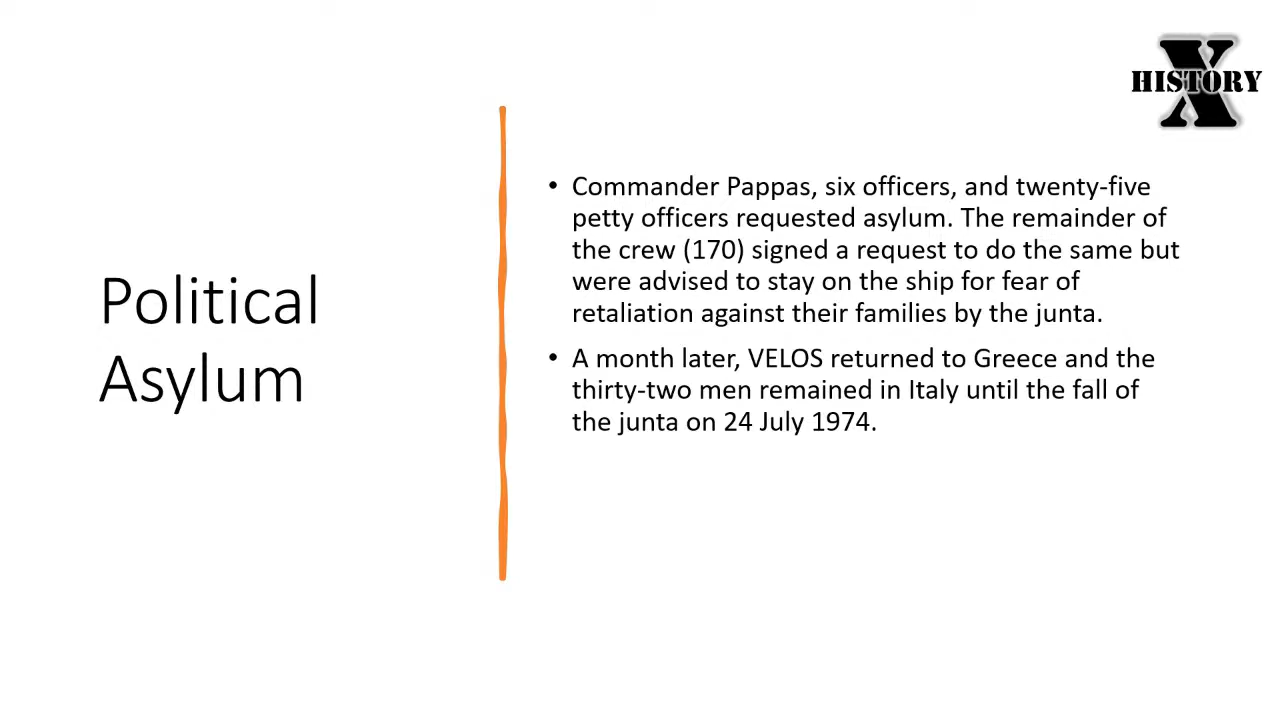 HISTORY
X
Political
Asylum
• Commander Pappas, six officers, and twenty-five
petty officers requested asylum. The remainder of
the crew (170) signed a request to do the same but
were advised to stay on the ship for fear of
retaliation against their families by the junta.
• A month later, VELOS returned to Greece and the
thirty-two men remained in Italy until the fall of
the junta on 24 July 1974.